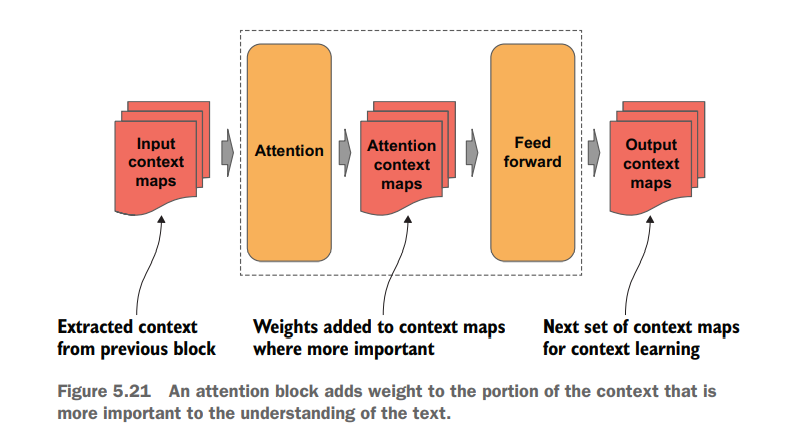 Input
context
maps
Attention
Attention
context
maps
Feed
forward
Output
context
maps
Extracted context
from previous block
Weights added to context maps
where more important
Next set of context maps
for context learning
Figure 5.21 An attention block adds weight to the portion of the context that is
more important to the understanding of the text.